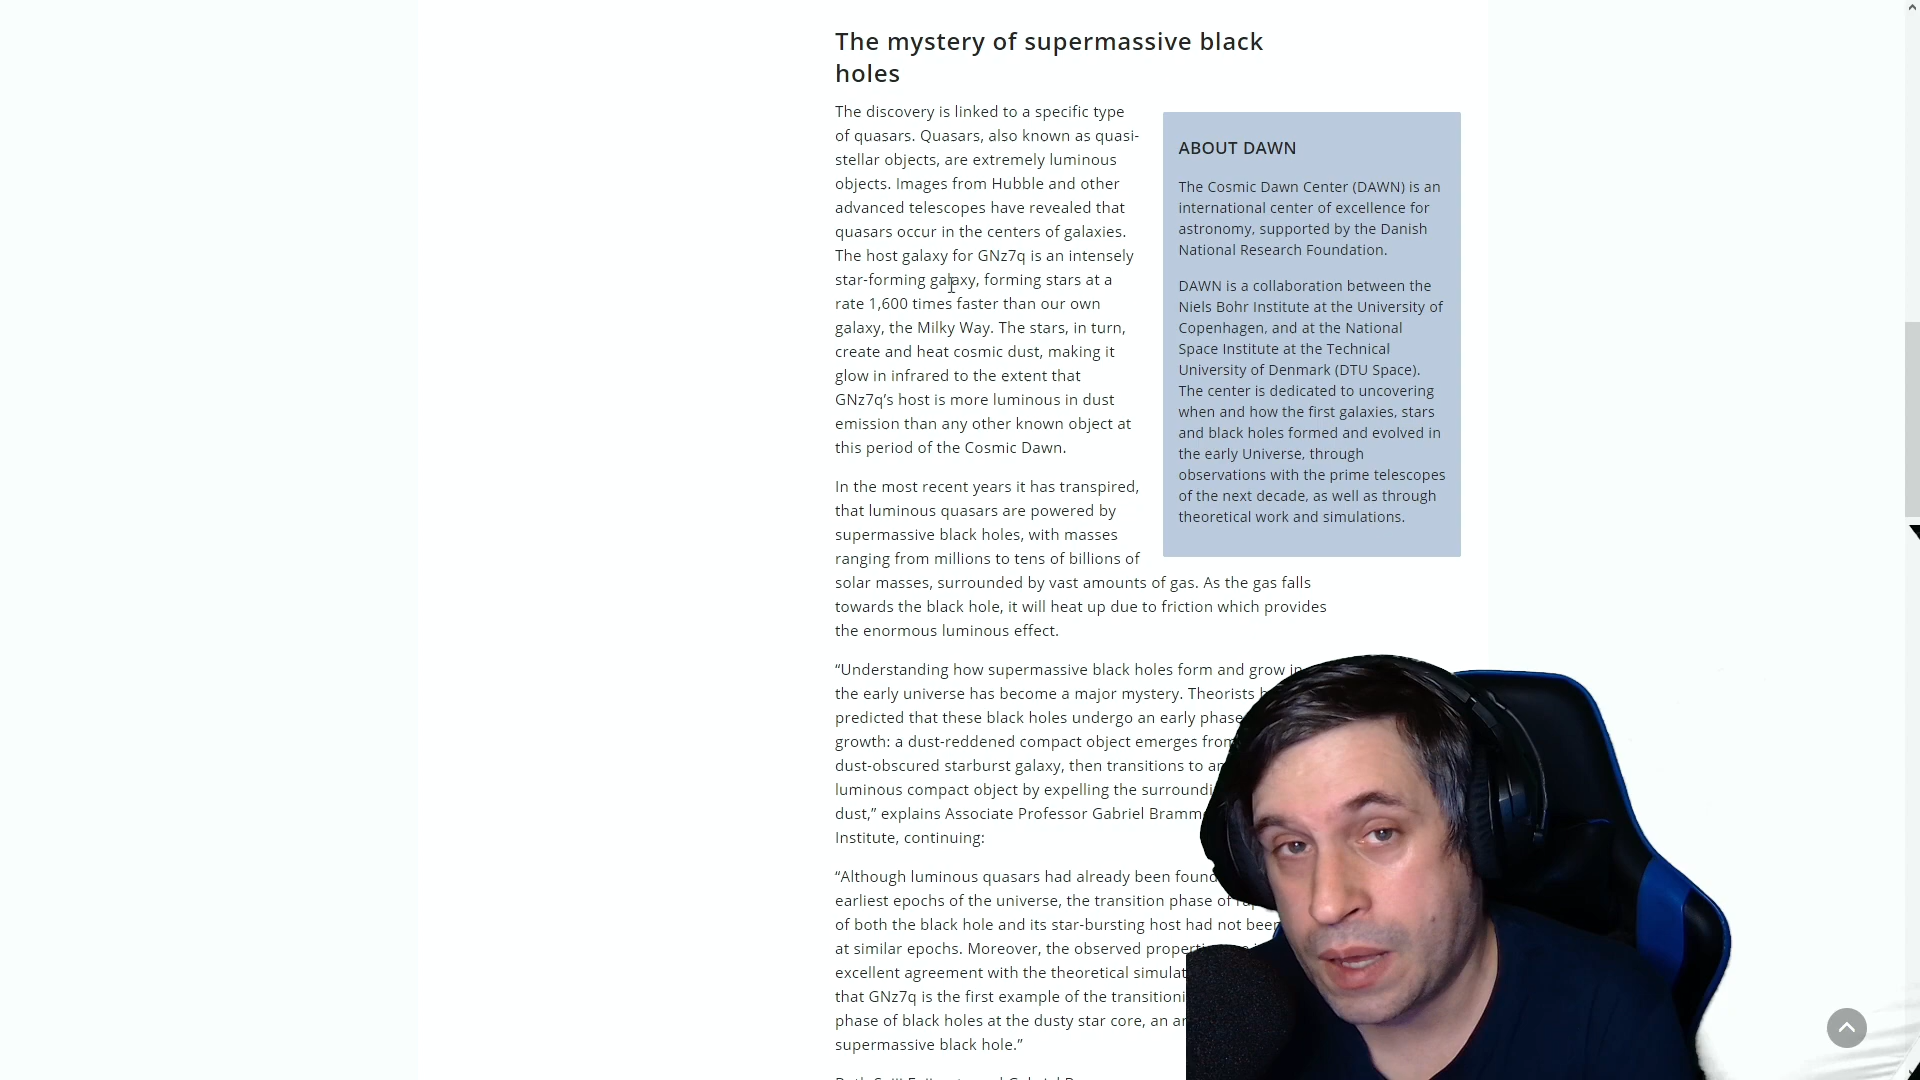 The mystery of supermassive black
holes
The discovery is linked to a specific type
of quasars. Quasars, also known as quasi-
stellar objects, are extremely luminous
objects. Images from Hubble and other
advanced telescopes have revealed that
quasars occur in the centers of galaxies.
The host galaxy for GNz7q is an intensely
star-forming galaxy, forming stars at a
rate 1,600 times faster than our own
galaxy, the Milky Way. The stars, in turn,
create and heat cosmic dust, making it
glow in infrared to the extent that
GNz7q’s host is more luminous in dust
emission than any other known object at
this period of the Cosmic Dawn.
In the most recent years it has transpired,
that luminous quasars are powered by
supermassive black holes, with masses
ranging from millions to tens of billions of
solar masses, surrounded by vast amounts of gas. As the gas falls
towards the black hole, it will heat up due to friction which provides
the enormous luminous effect.
“Understanding how supermassive black holes form and grow in
the early universe has become a major mystery. Theorists
predicted that these black holes undergo an early phase
growth: a dust-reddened compact object emerges from
dust-obscured starburst galaxy, then transitions to
luminous compact object by expelling the
dust,” explains Associate Professor Gabriel
Institute, continuing:
“Although luminous quasars had already been found
earliest epochs of the universe, the transition phase of
of both the black hole and its star-bursting host had not been
at similar epochs. Moreover, the observed
excellent agreement with the theoretical
that GNz7q is the first example of the
phase of black holes at the dusty star core, an
supermassive black hole.”
ABOUT DAWN
The Cosmic Dawn Center (DAWN) is an
international center of excellence for
astronomy, supported by the Danish
National Research Foundation.
DAWN is a collaboration between the
Niels Bohr Institute at the University of
Copenhagen, and at the National
Space Institute at the Technical
University of Denmark (DTU Space).
The center is dedicated to uncovering
when and how the first galaxies, stars
and black holes formed and evolved in
the early Universe, through
observations with the prime telescopes
of the next decade, as well as through
theoretical work and simulations.